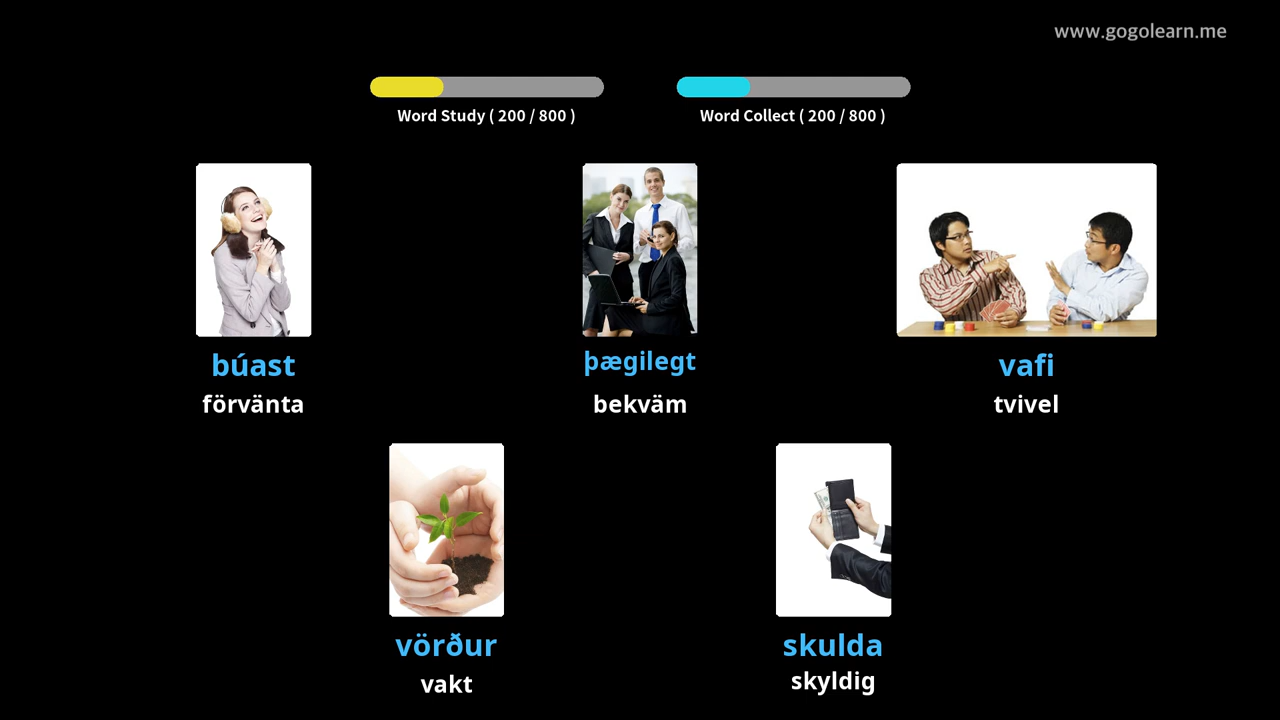 www.gogolearn.me
Word Study ( 200 / 800 )
Word Collect ( 200 / 800 )
búast
förvänta
þægilegt
bekväm
vafi
tvivel
vörður
vakt
skulda
skyldig